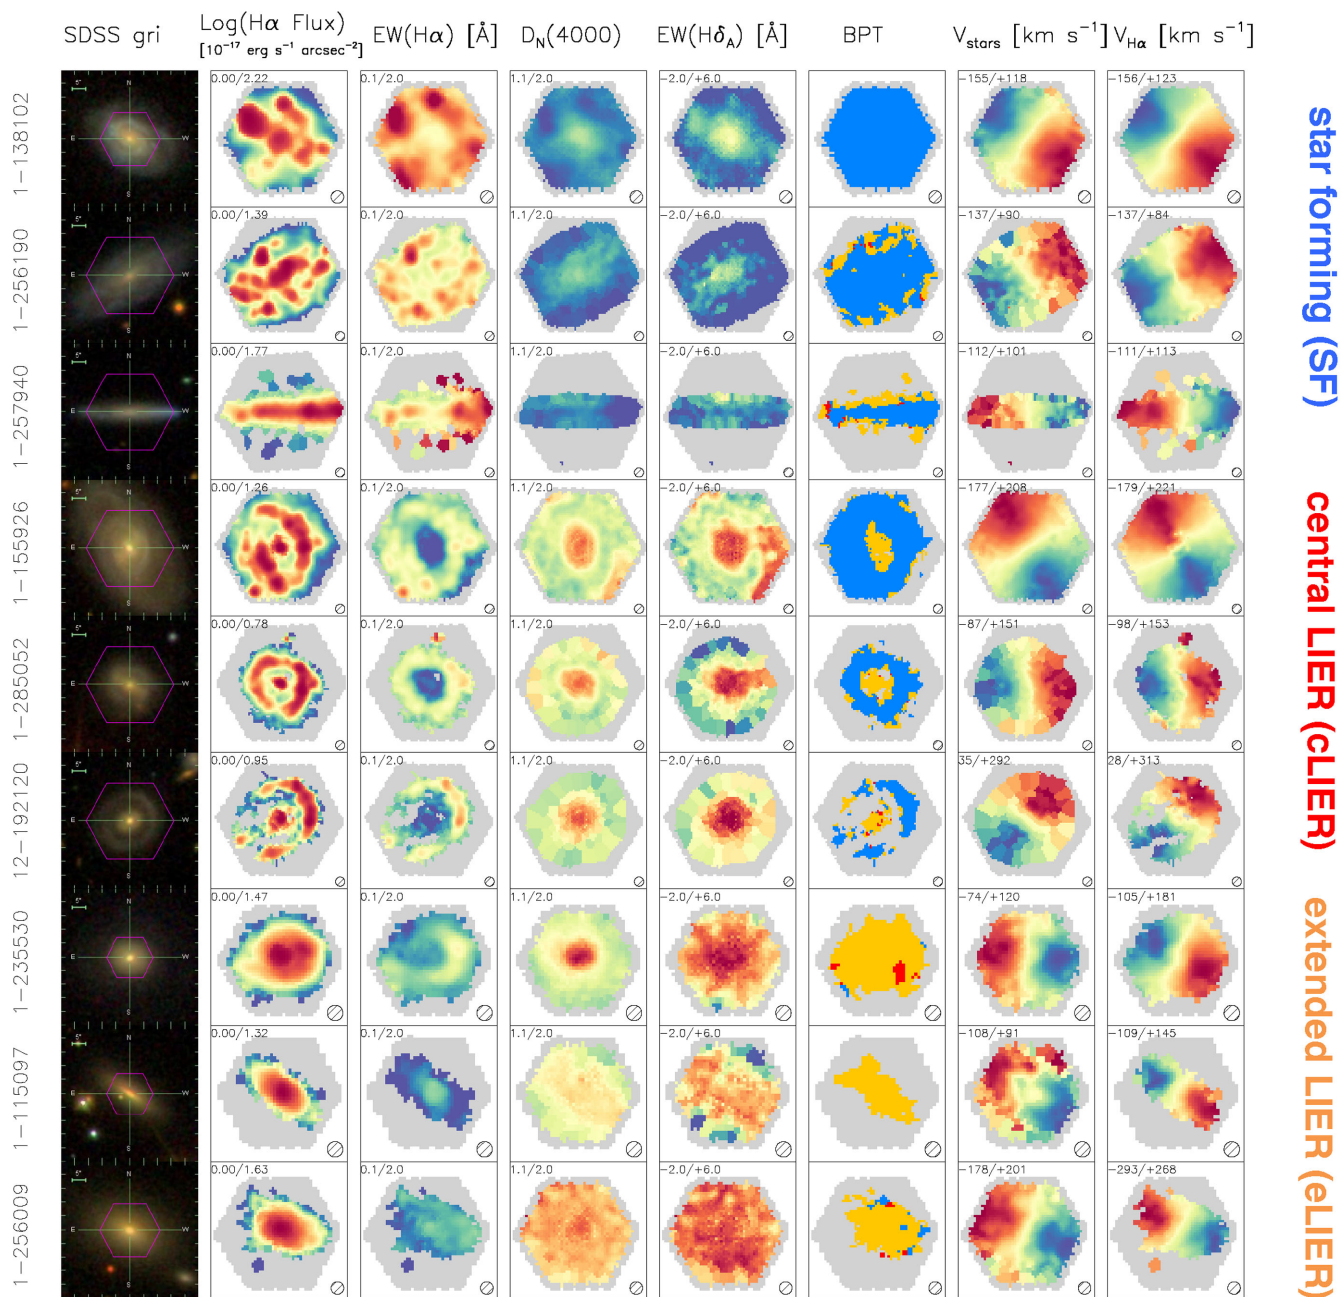 SDSS gri
Log(Hα Flux)
[10⁻¹⁷ erg s⁻¹ arcsec⁻²]
EW(Hα) [Å]
D_N(4000)
EW(Hδ_A) [Å]
BPT
V_stars [km s⁻¹]
V_Hα [km s⁻¹]
1-138102
5"
N
E
W
S
0.00/2.22
0.1/2.0
1.1/2.0
-2.0/+6.0
-155/+118
-156/+123
1-256190
5"
N
E
W
S
0.00/1.39
0.1/2.0
1.1/2.0
-2.0/+6.0
-137/+90
-137/+84
1-257940
5"
N
E
W
S
0.00/1.77
0.1/2.0
1.1/2.0
-2.0/+6.0
-112/+101
-111/+113
star forming (SF)
1-155926
5"
N
E
W
S
0.00/1.26
0.1/2.0
1.1/2.0
-2.0/+6.0
-177/+208
-179/+221
1-285052
5"
N
E
W
S
0.00/0.78
0.1/2.0
1.1/2.0
-2.0/+6.0
-87/+151
-98/+153
12-192120
5"
N
E
W
S
0.00/0.95
0.1/2.0
1.1/2.0
-2.0/+6.0
35/+292
28/+313
central LIER (cLIER)
1-235530
5"
N
E
W
S
0.00/1.47
0.1/2.0
1.1/2.0
-2.0/+6.0
-74/+120
-105/+181
1-115097
5"
N
E
W
S
0.00/1.32
0.1/2.0
1.1/2.0
-2.0/+6.0
-108/+91
-109/+145
1-256009
5"
N
E
W
S
0.00/1.63
0.1/2.0
1.1/2.0
-2.0/+6.0
-178/+201
-293/+268
extended LIER (eLIER)